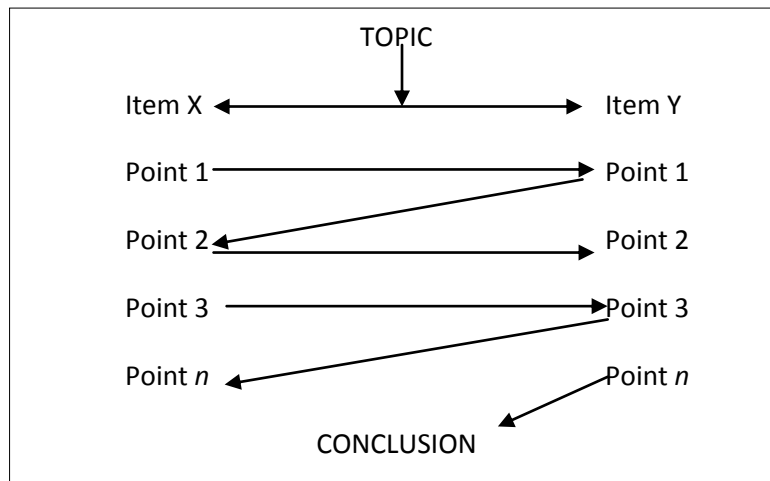 TOPIC
Item X Item Y
Point 1 Point 1
Point 2 Point 2
Point 3 Point 3
Point n Point n
CONCLUSION